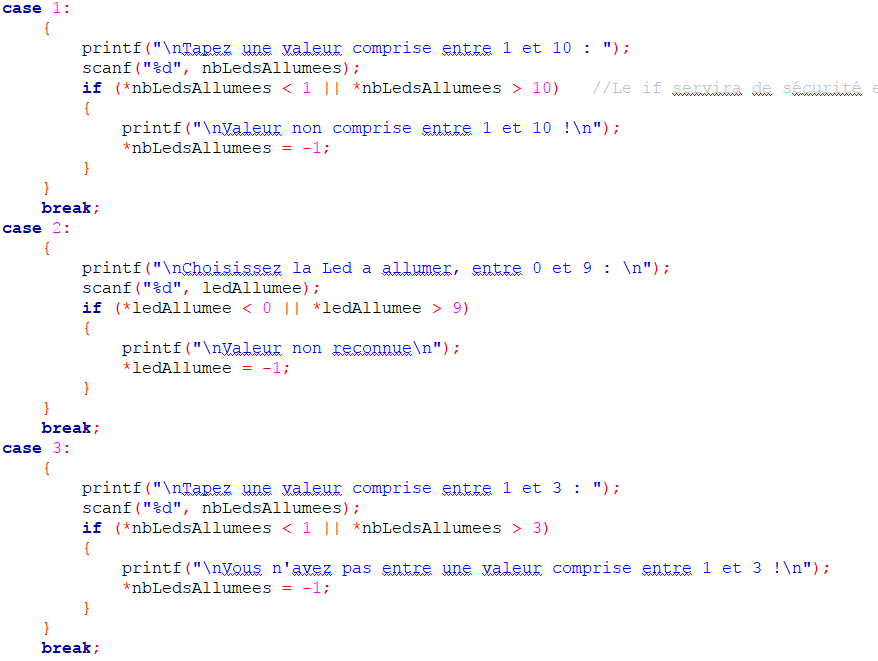 case 1:
{
printf("\nTapez une valeur comprise entre 1 et 10 : ");
scanf("%d", nbLedsAllumees);
if (*nbLedsAllumees < 1 || *nbLedsAllumees > 10) //Le if servira de sécurité e
{
printf("\nValeur non comprise entre 1 et 10 !\n");
*nbLedsAllumees = -1;
}
}
break;
case 2:
{
printf("\nChoisissez la Led a allumer, entre 0 et 9 : \n");
scanf("%d", ledAllumee);
if (*ledAllumee < 0 || *ledAllumee > 9)
{
printf("\nValeur non reconnue\n");
*ledAllumee = -1;
}
}
break;
case 3:
{
printf("\nTapez une valeur comprise entre 1 et 3 : ");
scanf("%d", nbLedsAllumees);
if (*nbLedsAllumees < 1 || *nbLedsAllumees > 3)
{
printf("\nVous n'avez pas entre une valeur comprise entre 1 et 3 !\n");
*nbLedsAllumees = -1;
}
}
break;